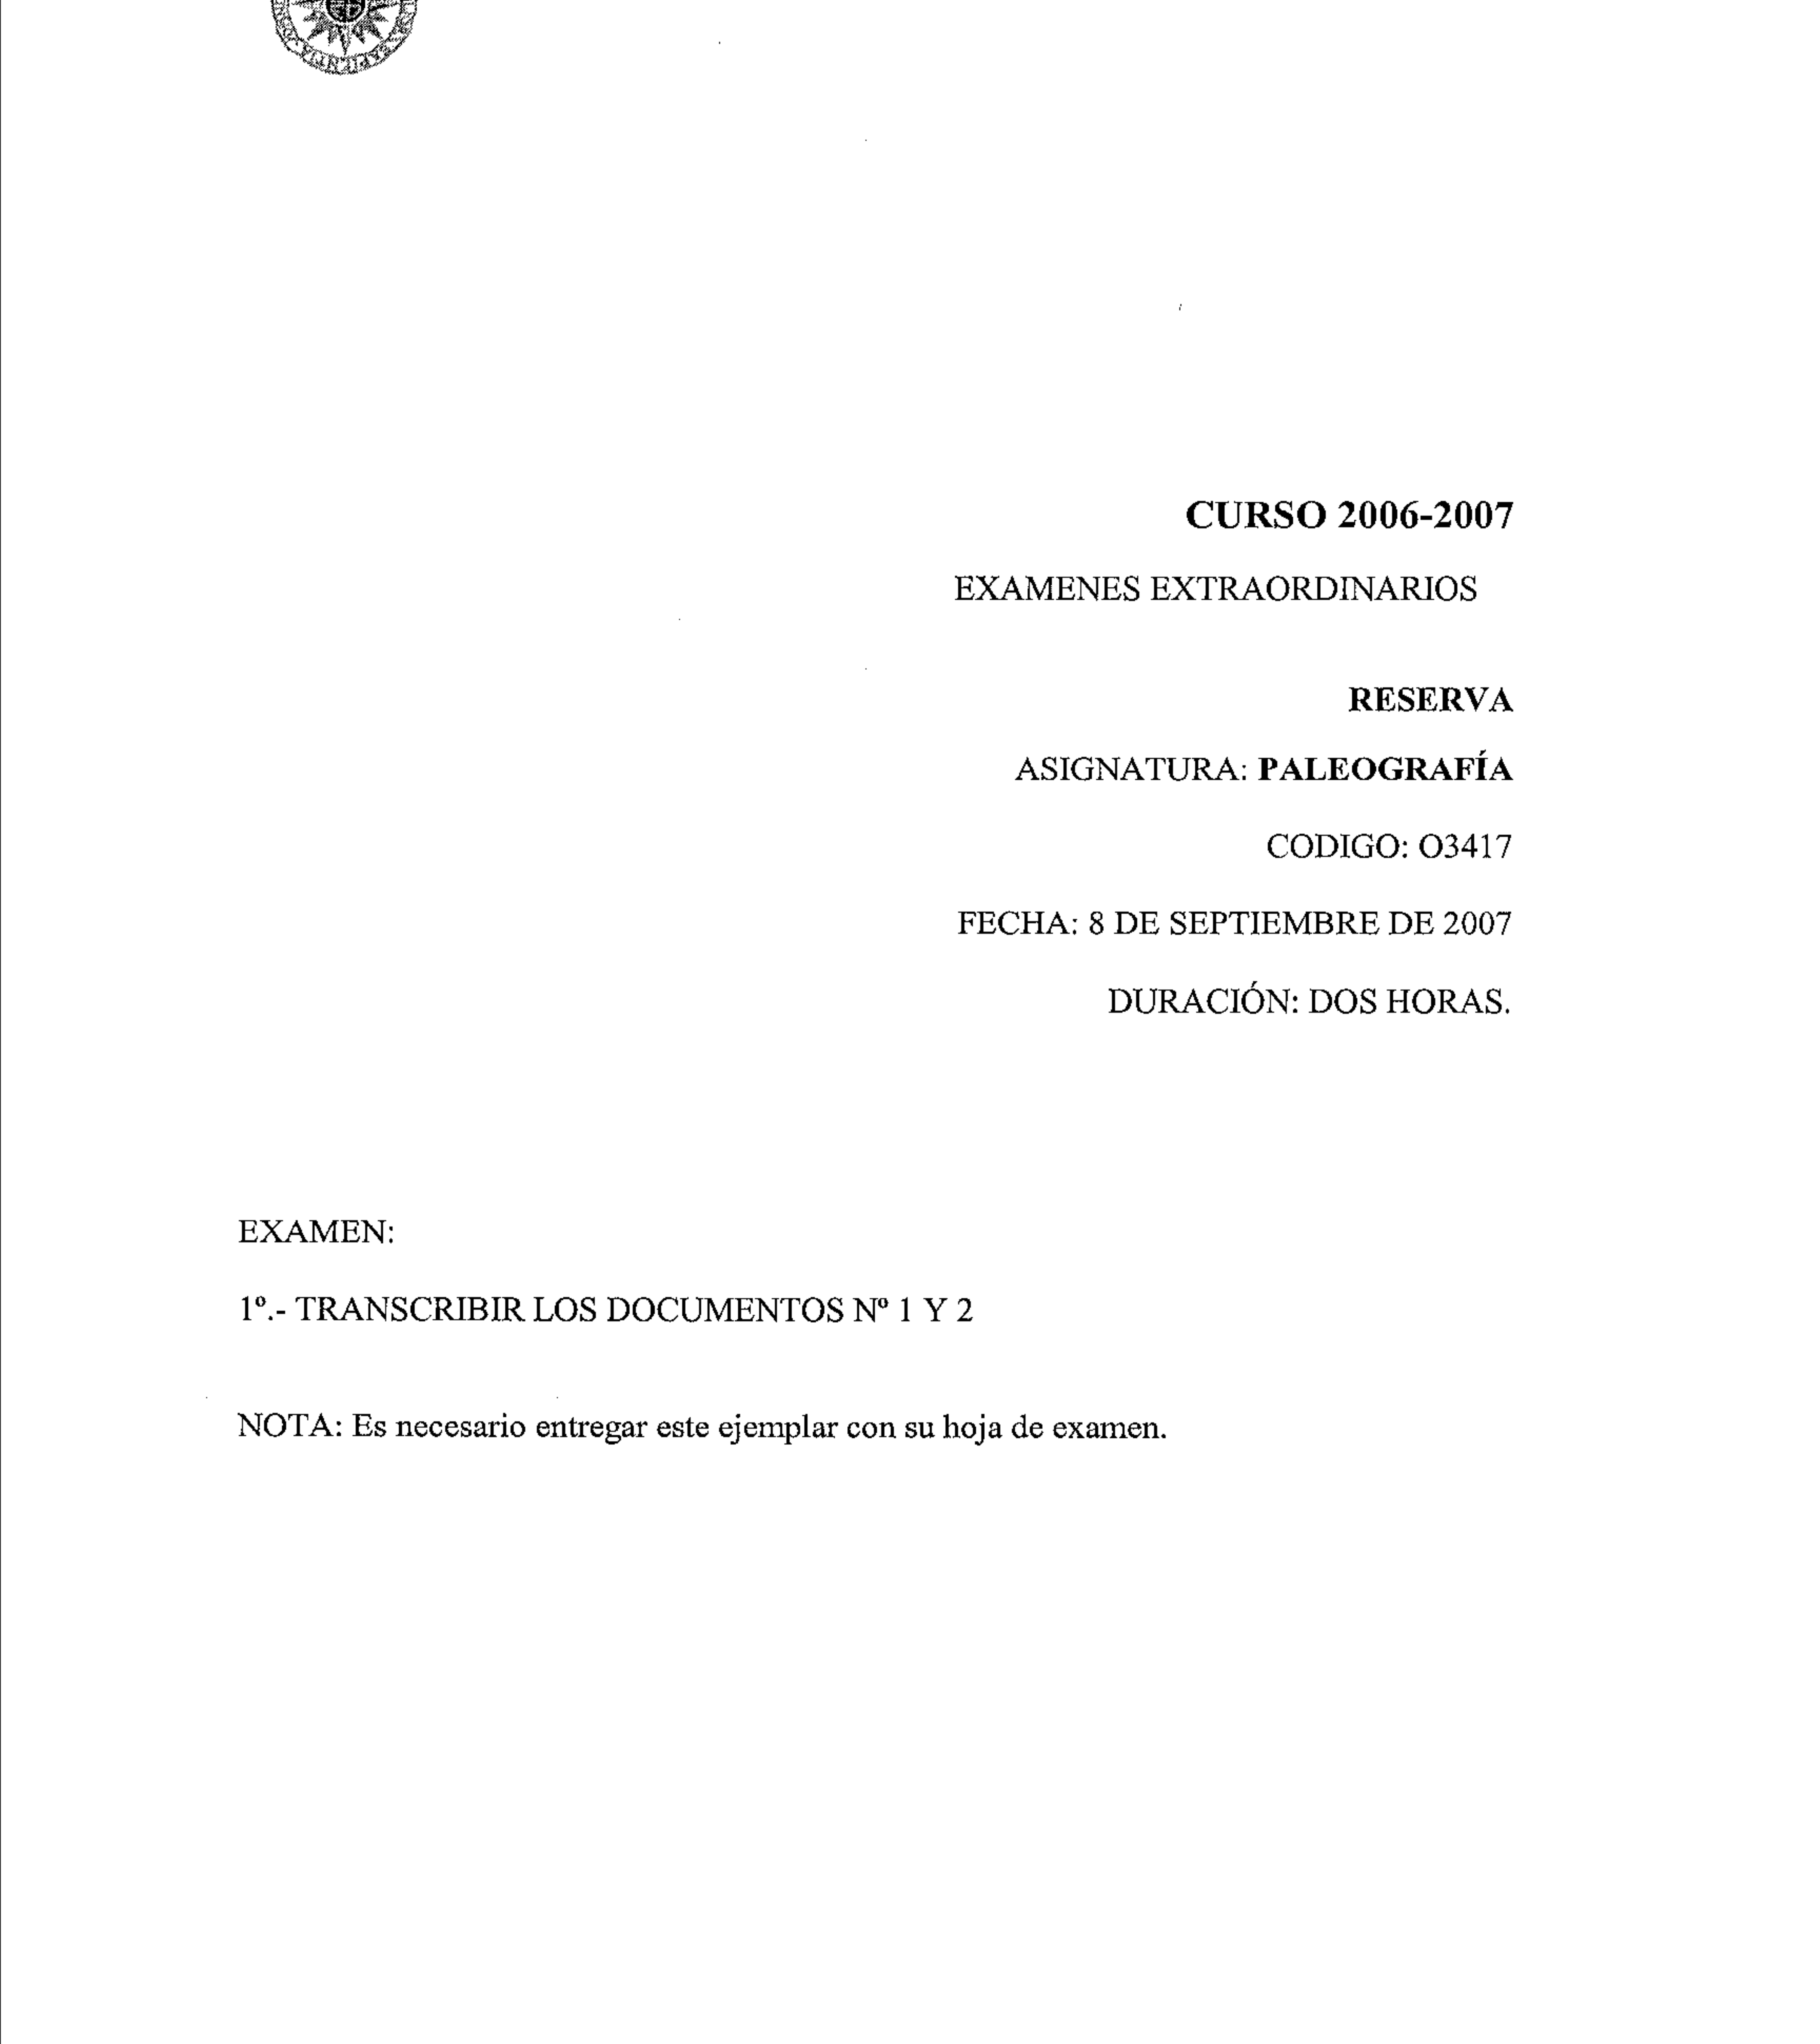 CURSO 2006-2007
EXAMENES EXTRAORDINARIOS
RESERVA
ASIGNATURA: PALEOGRAFÍA
CODIGO: O3417
FECHA: 8 DE SEPTIEMBRE DE 2007
DURACIÓN: DOS HORAS.
EXAMEN:
1º.- TRANSCRIBIR LOS DOCUMENTOS Nº 1 Y 2
NOTA: Es necesario entregar este ejemplar con su hoja de examen.